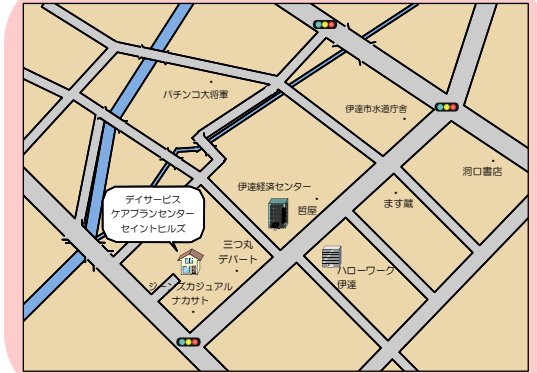 パチンコ大将軍
伊達市水道庁舎
洞口書店
デイサービス
ケアプランセンター
セイントヒルズ
伊達経済センター
哲屋
ます蔵
三つ丸
デパート
ハローワーク
伊達
ジーンズカジュアル
ナカサト